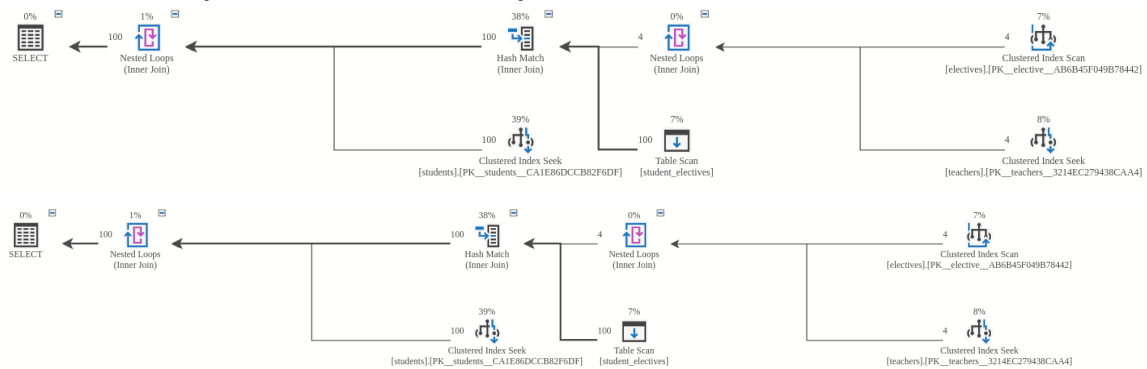 0%
SELECT
100
1%
Nested Loops
(Inner Join)
100
38%
Hash Match
(Inner Join)
4
0%
Nested Loops
(Inner Join)
4
7%
Clustered Index Scan
[electives].[PK__elective__AB6B45F049B78442]
100
39%
Clustered Index Seek
[students].[PK__students__CA1E86DCCB82F6DF]
100
7%
Table Scan
[student_electives]
4
8%
Clustered Index Seek
[teachers].[PK__teachers__3214EC279438CAA4]
0%
SELECT
100
1%
Nested Loops
(Inner Join)
100
38%
Hash Match
(Inner Join)
4
0%
Nested Loops
(Inner Join)
4
7%
Clustered Index Scan
[electives].[PK__elective__AB6B45F049B78442]
100
39%
Clustered Index Seek
[students].[PK__students__CA1E86DCCB82F6DF]
100
7%
Table Scan
[student_electives]
4
8%
Clustered Index Seek
[teachers].[PK__teachers__3214EC279438CAA4]